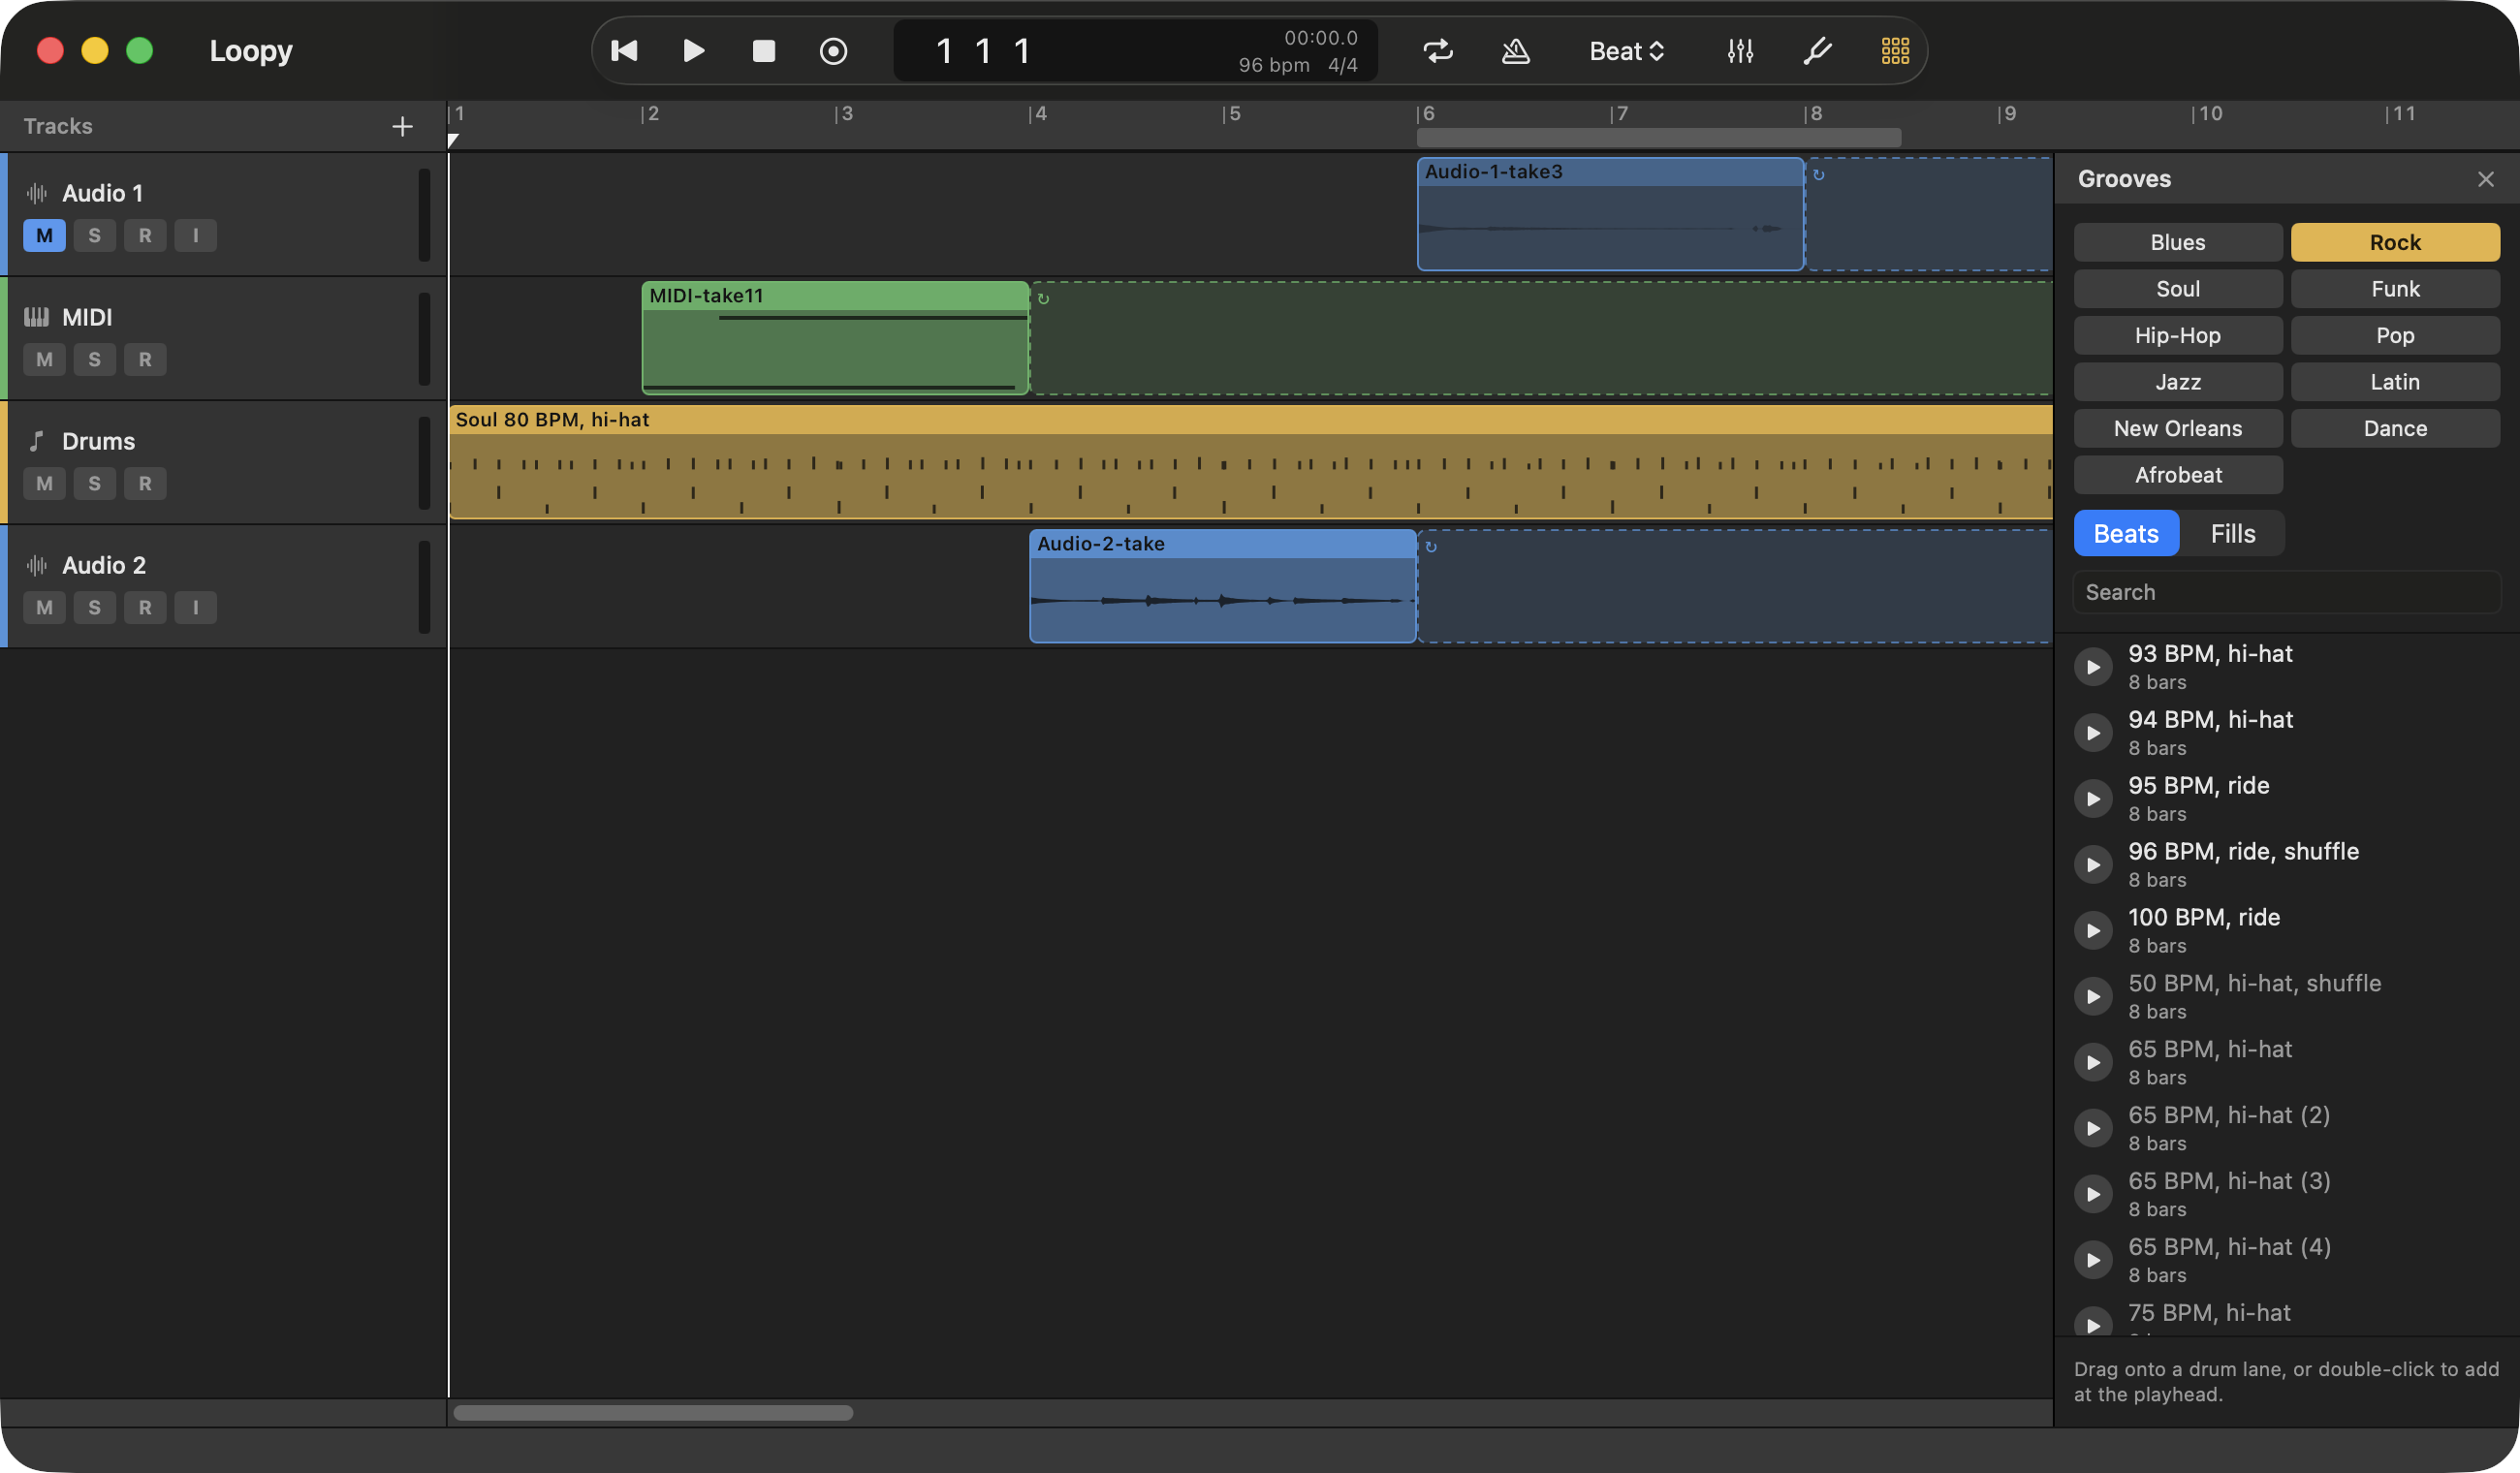 Loopy
1 1 1
00:00.0
96 bpm 4/4
Beat
Tracks
1 2 3 4 5 6 7 8 9 10 11
Audio 1
M S R I
Audio-1-take3
MIDI
M S R
MIDI-take11
Drums
M S R
Soul 80 BPM, hi-hat
Audio 2
M S R I
Audio-2-take
Grooves
Blues Rock
Soul Funk
Hip-Hop Pop
Jazz Latin
New Orleans Dance
Afrobeat
Beats Fills
Search
93 BPM, hi-hat
8 bars
94 BPM, hi-hat
8 bars
95 BPM, ride
8 bars
96 BPM, ride, shuffle
8 bars
100 BPM, ride
8 bars
50 BPM, hi-hat, shuffle
8 bars
65 BPM, hi-hat
8 bars
65 BPM, hi-hat (2)
8 bars
65 BPM, hi-hat (3)
8 bars
65 BPM, hi-hat (4)
8 bars
75 BPM, hi-hat
Drag onto a drum lane, or double-click to add
at the playhead.